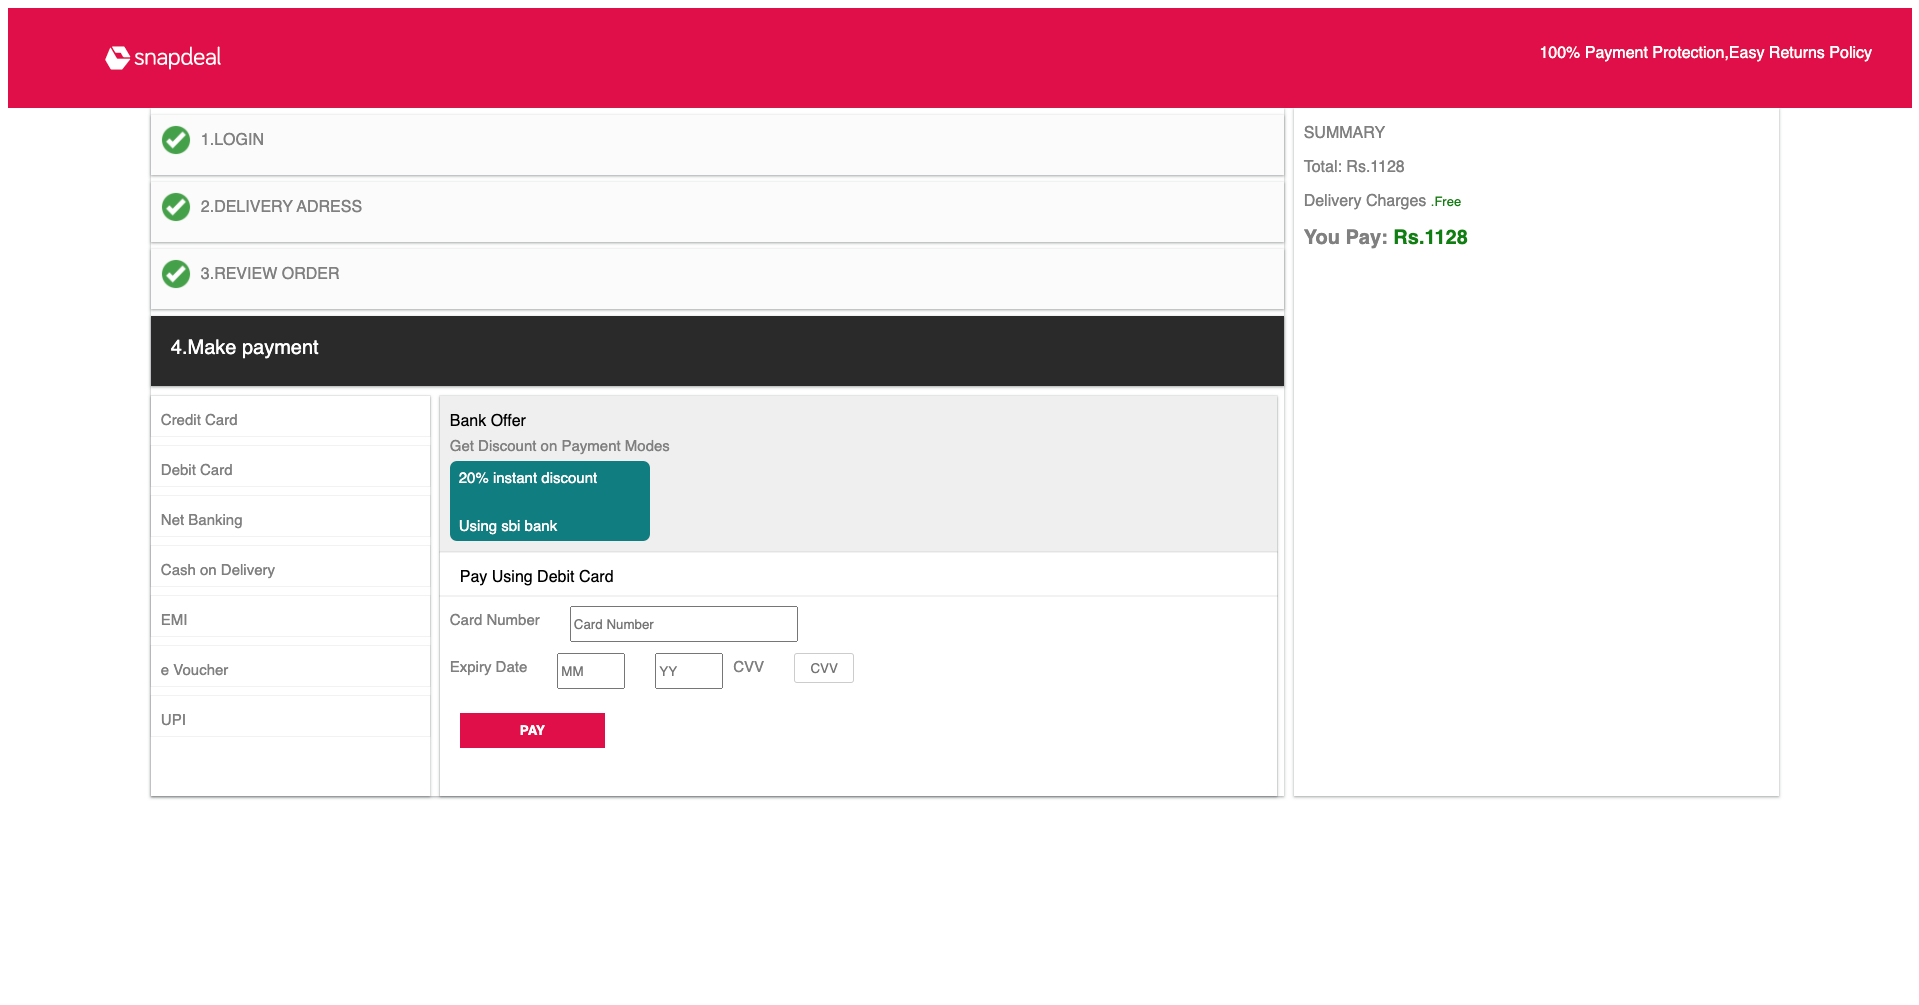 snapdeal
100% Payment Protection,Easy Returns Policy
1.LOGIN
2.DELIVERY ADRESS
3.REVIEW ORDER
4.Make payment
Credit Card
Debit Card
Net Banking
Cash on Delivery
EMI
e Voucher
UPI
Bank Offer
Get Discount on Payment Modes
20% instant discount
Using sbi bank
Pay Using Debit Card
Card Number Card Number
Expiry Date MM YY CVV CVV
PAY
SUMMARY
Total: Rs.1128
Delivery Charges .Free
You Pay: Rs.1128